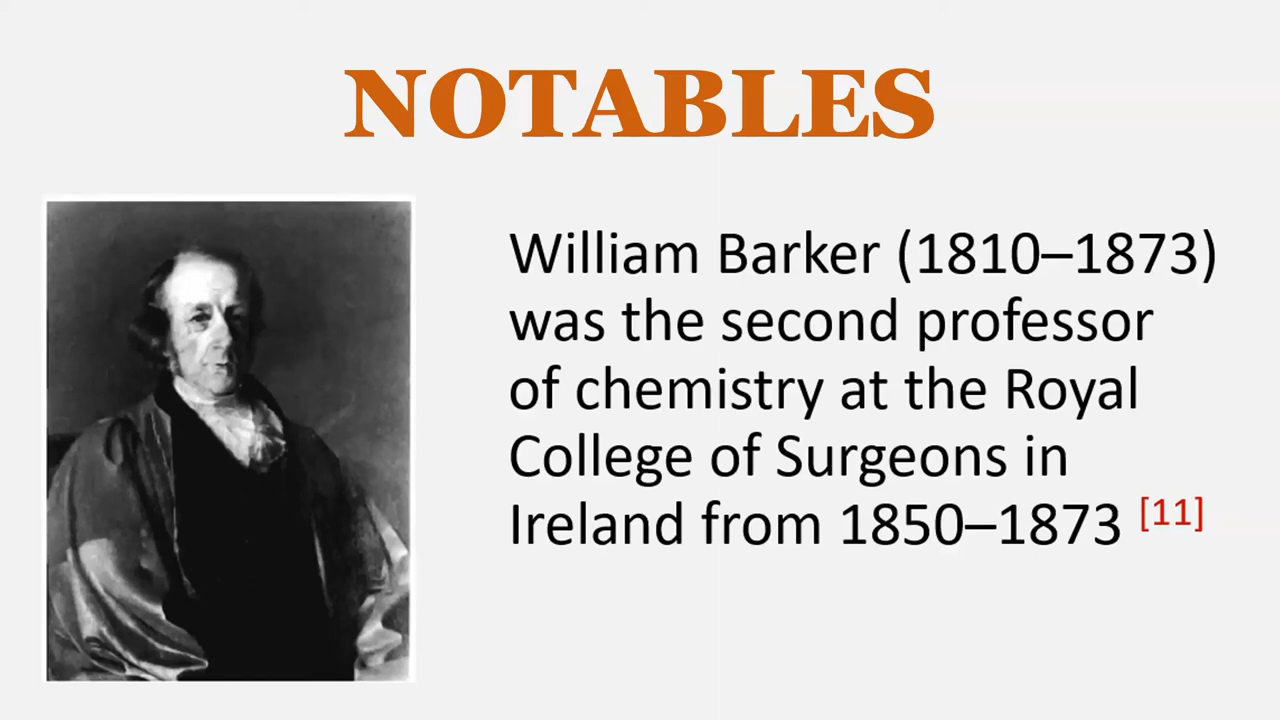 NOTABLES
William Barker (1810–1873)
was the second professor
of chemistry at the Royal
College of Surgeons in
Ireland from 1850–1873 [11]